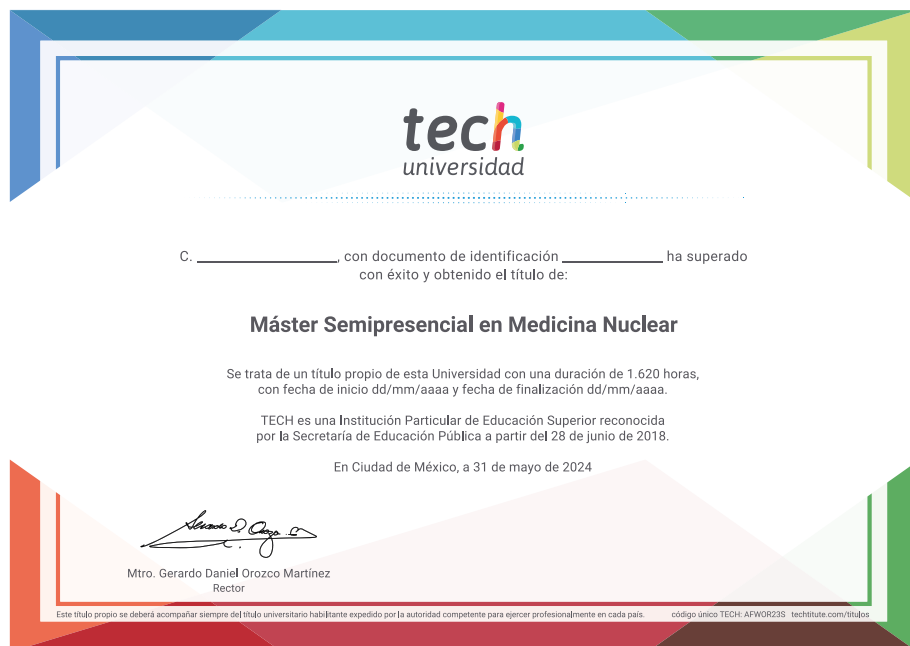 tech
universidad
C. __________________, con documento de identificación _____________ ha superado
con éxito y obtenido el título de:
Máster Semipresencial en Medicina Nuclear
Se trata de un título propio de esta Universidad con una duración de 1.620 horas,
con fecha de inicio dd/mm/aaaa y fecha de finalización dd/mm/aaaa.
TECH es una Institución Particular de Educación Superior reconocida
por la Secretaría de Educación Pública a partir del 28 de junio de 2018.
En Ciudad de México, a 31 de mayo de 2024
Mtro. Gerardo Daniel Orozco Martínez
Rector
Este título propio se deberá acompañar siempre del título universitario habilitante expedido por la autoridad competente para ejercer profesionalmente en cada país. código único TECH: AFWOR23S techtitute.com/titulos